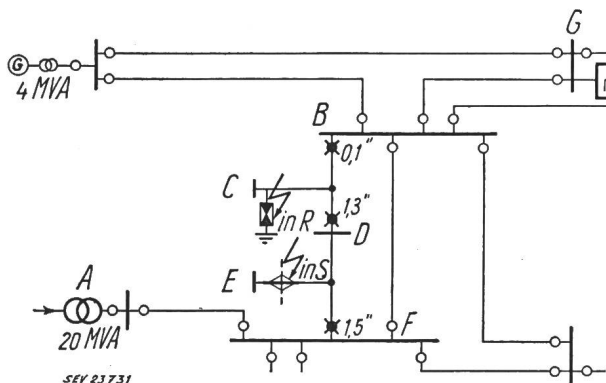 G
G
4 MVA
B
0,1"
C
1,3"
in R
D
E
in S
A
20 MVA
1,5"
F
SEV 23731